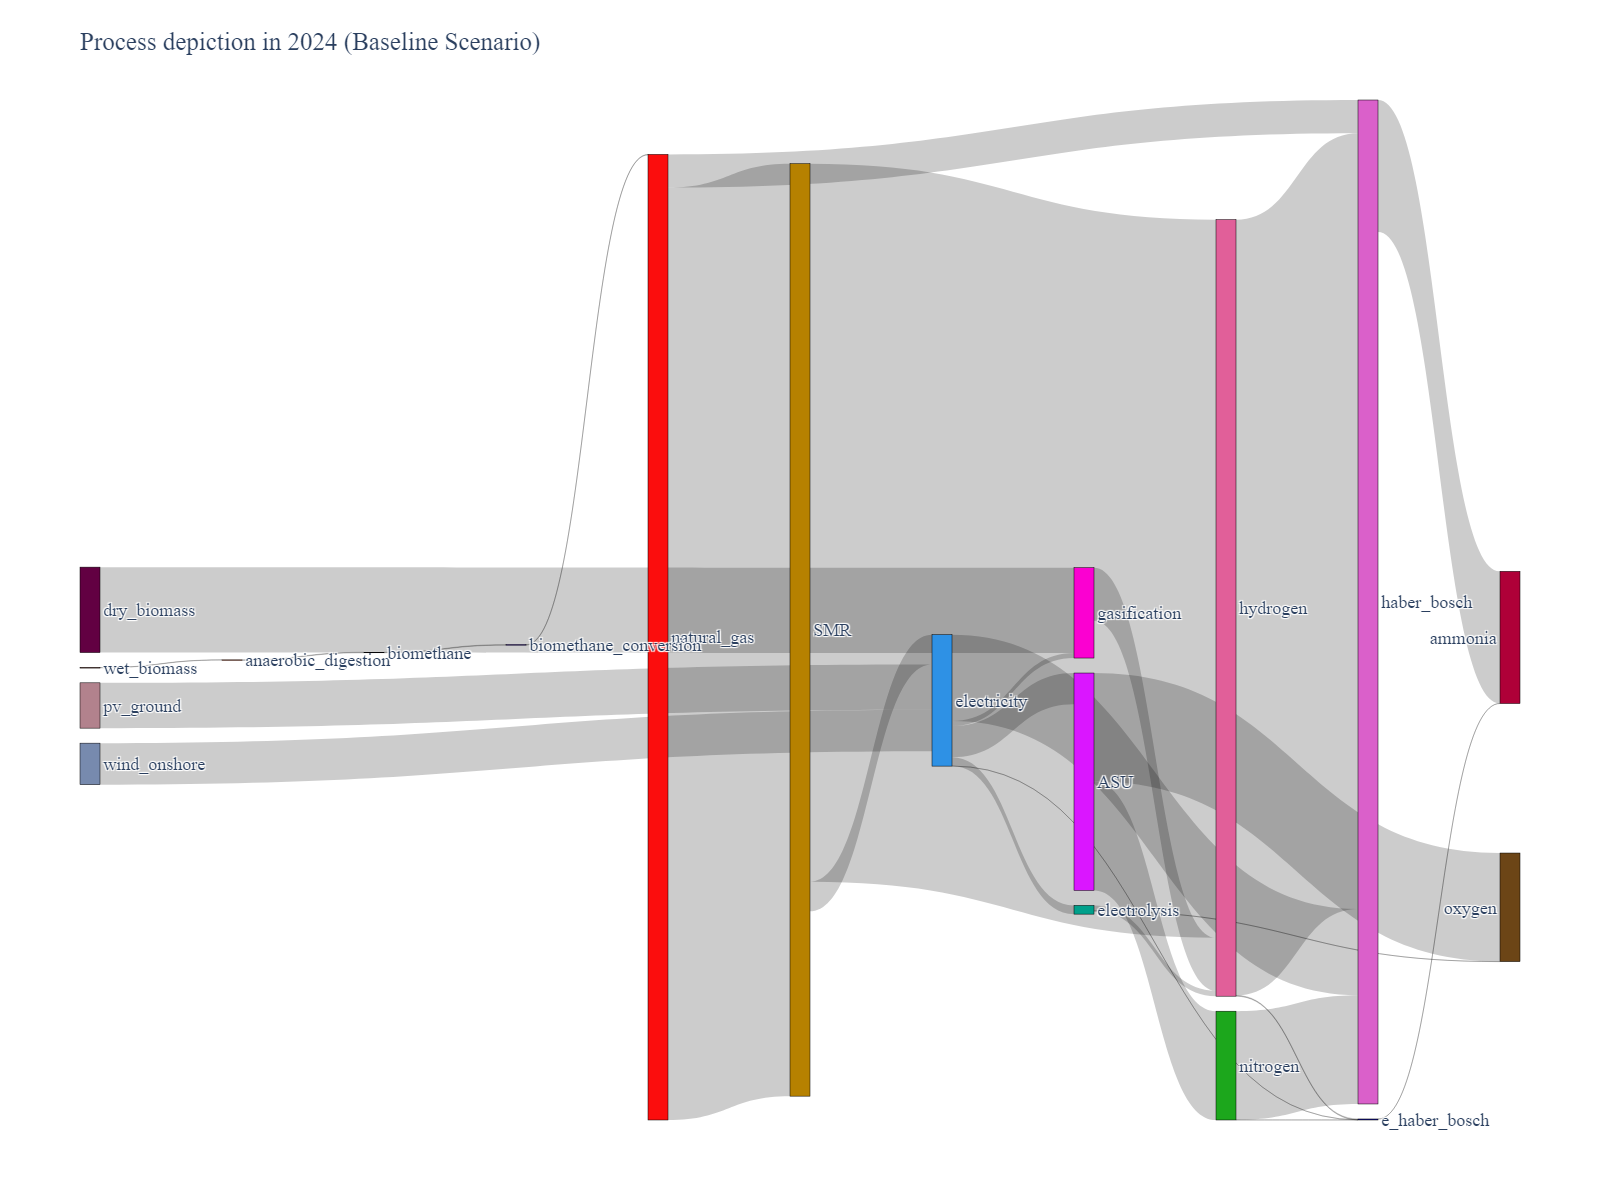 Process depiction in 2024 (Baseline Scenario)
dry_biomass
wet_biomass
pv_ground
wind_onshore
anaerobic_digestion
biomethane
biomethane_conversion
natural_gas
SMR
electricity
gasification
ASU
electrolysis
hydrogen
nitrogen
haber_bosch
e_haber_bosch
ammonia
oxygen